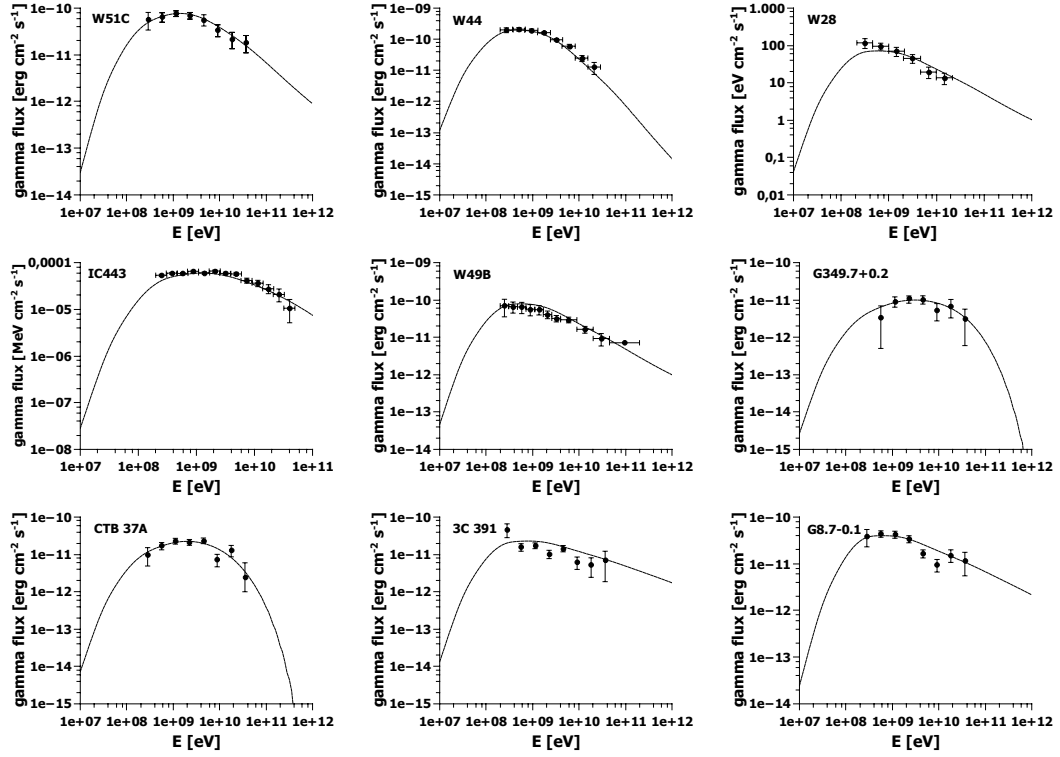 W51C
gamma flux [erg cm⁻² s⁻¹]
1e−10
1e−11
1e−12
1e−13
1e−14
1e+07 1e+08 1e+09 1e+10 1e+11 1e+12
E [eV]
W44
gamma flux [erg cm⁻² s⁻¹]
1e−09
1e−10
1e−11
1e−12
1e−13
1e−14
1e−15
1e+07 1e+08 1e+09 1e+10 1e+11 1e+12
E [eV]
W28
gamma flux [eV cm⁻² s⁻¹]
1.000
100
10
1
0,1
0,01
1e+07 1e+08 1e+09 1e+10 1e+11 1e+12
E [eV]
IC443
gamma flux [MeV cm⁻² s⁻¹]
0,0001
1e−05
1e−06
1e−07
1e−08
1e+07 1e+08 1e+09 1e+10 1e+11
E [eV]
W49B
gamma flux [erg cm⁻² s⁻¹]
1e−09
1e−10
1e−11
1e−12
1e−13
1e−14
1e+07 1e+08 1e+09 1e+10 1e+11 1e+12
E [eV]
G349.7+0.2
gamma flux [erg cm⁻² s⁻¹]
1e−10
1e−11
1e−12
1e−13
1e−14
1e−15
1e+07 1e+08 1e+09 1e+10 1e+11 1e+12
E [eV]
CTB 37A
gamma flux [erg cm⁻² s⁻¹]
1e−10
1e−11
1e−12
1e−13
1e−14
1e−15
1e+07 1e+08 1e+09 1e+10 1e+11 1e+12
E [eV]
3C 391
gamma flux [erg cm⁻² s⁻¹]
1e−10
1e−11
1e−12
1e−13
1e−14
1e−15
1e+07 1e+08 1e+09 1e+10 1e+11 1e+12
E [eV]
G8.7-0.1
gamma flux [erg cm⁻² s⁻¹]
1e−10
1e−11
1e−12
1e−13
1e−14
1e+07 1e+08 1e+09 1e+10 1e+11 1e+12
E [eV]